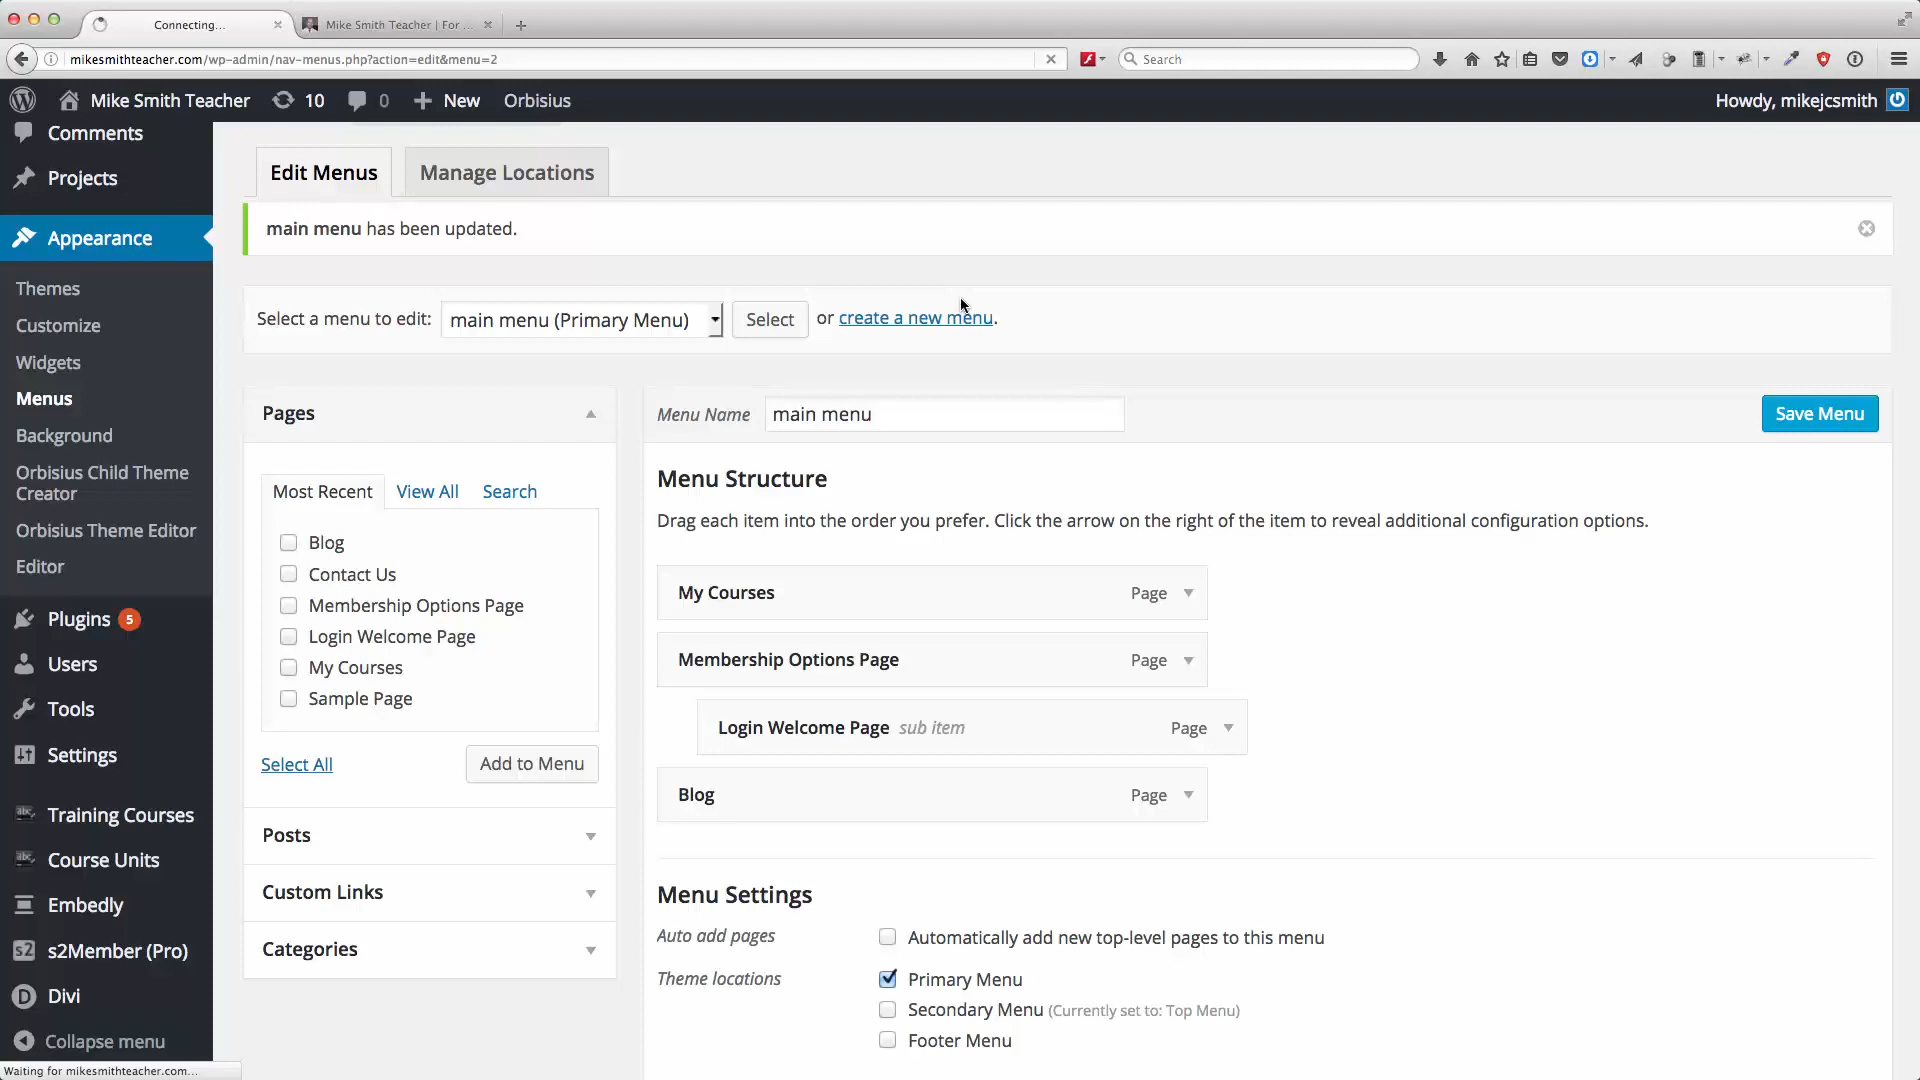 Connecting...
Mike Smith Teacher | For ...
mikesmithteacher.com/wp-admin/nav-menus.php?action=edit&menu=2
Search
Mike Smith Teacher
10
0
New
Orbisius
Howdy, mikejcsmith
Comments
Projects
Appearance
Themes
Customize
Widgets
Menus
Background
Orbisius Child Theme
Creator
Orbisius Theme Editor
Editor
Plugins 5
Users
Tools
Settings
Training Courses
Course Units
Embedly
s2Member (Pro)
Divi
Collapse menu
Waiting for mikesmithteacher.com...
Edit Menus
Manage Locations
main menu has been updated.
Select a menu to edit: main menu (Primary Menu) Select or create a new menu.
Pages
Most Recent View All Search
Blog
Contact Us
Membership Options Page
Login Welcome Page
My Courses
Sample Page
Select All
Add to Menu
Posts
Custom Links
Categories
Menu Name main menu
Save Menu
Menu Structure
Drag each item into the order you prefer. Click the arrow on the right of the item to reveal additional configuration options.
My Courses Page
Membership Options Page Page
Login Welcome Page sub item Page
Blog Page
Menu Settings
Auto add pages
Automatically add new top-level pages to this menu
Theme locations
Primary Menu
Secondary Menu (Currently set to: Top Menu)
Footer Menu